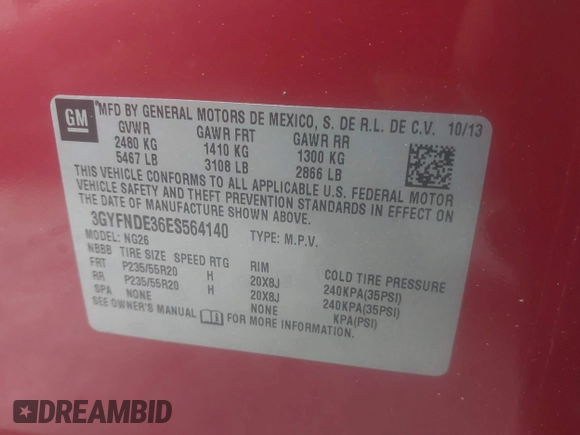 GM
*MFD BY GENERAL MOTORS DE MEXICO, S. DE R.L. DE C.V. 10/13
GVWR GAWR FRT GAWR RR
2480 KG 1410 KG 1300 KG
5467 LB 3108 LB 2866 LB
THIS VEHICLE CONFORMS TO ALL APPLICABLE U.S. FEDERAL MOTOR
VEHICLE SAFETY AND THEFT PREVENTION STANDARDS IN EFFECT ON
THE DATE OF MANUFACTURE SHOWN ABOVE.
3GYFNDE36ES564140 TYPE: M.P.V.
MODEL: NG26
NBBB TIRE SIZE SPEED RTG RIM COLD TIRE PRESSURE
FRT P235/55R20 H 20X8J 240KPA(35PSI)
RR P235/55R20 H 20X8J 240KPA(35PSI)
SPA NONE NONE KPA(PSI)
SEE OWNER'S MANUAL FOR MORE INFORMATION.
DREAMBID